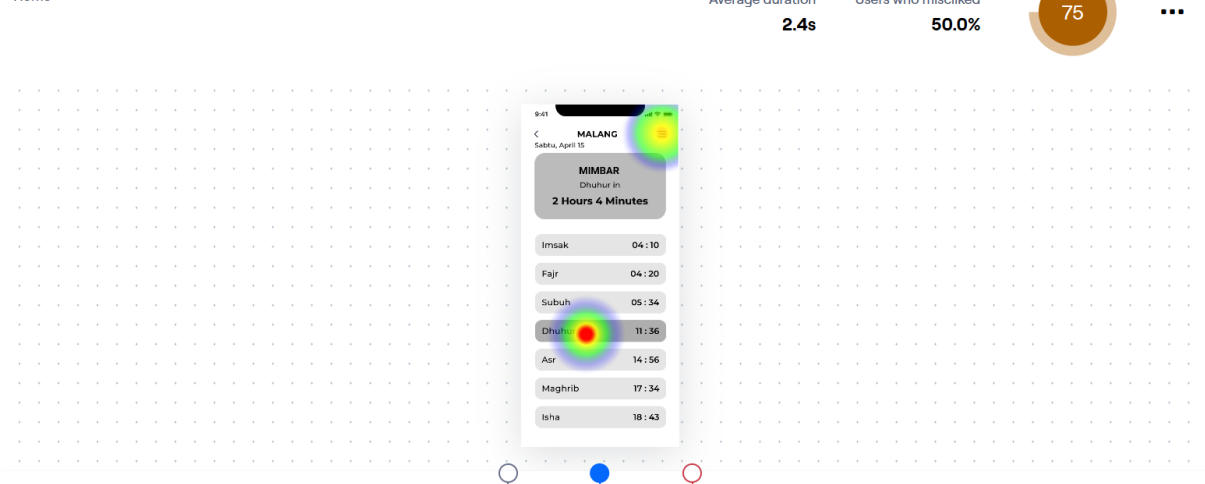 Home
Average duration
Users who misclicked
2.4s
50.0%
75
9:41
MALANG
Sabtu, April 15
MIMBAR
Dhuhur in
2 Hours 4 Minutes
Imsak 04 : 10
Fajr 04 : 20
Subuh 05 : 34
Dhuhur 11 : 36
Asr 14 : 56
Maghrib 17 : 34
Isha 18 : 43